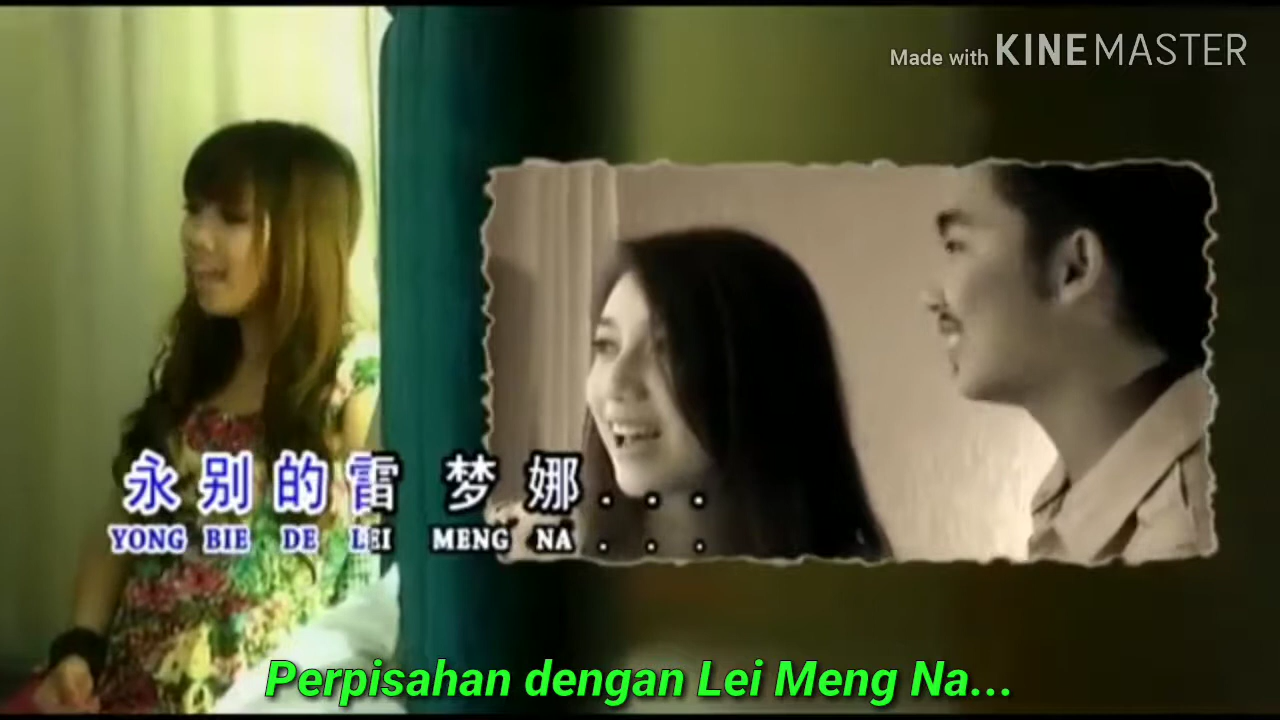 Made with KINEMASTER
永别的雷梦娜...
YONG BIE DE LEI MENG NA...
Perpisahan dengan Lei Meng Na...